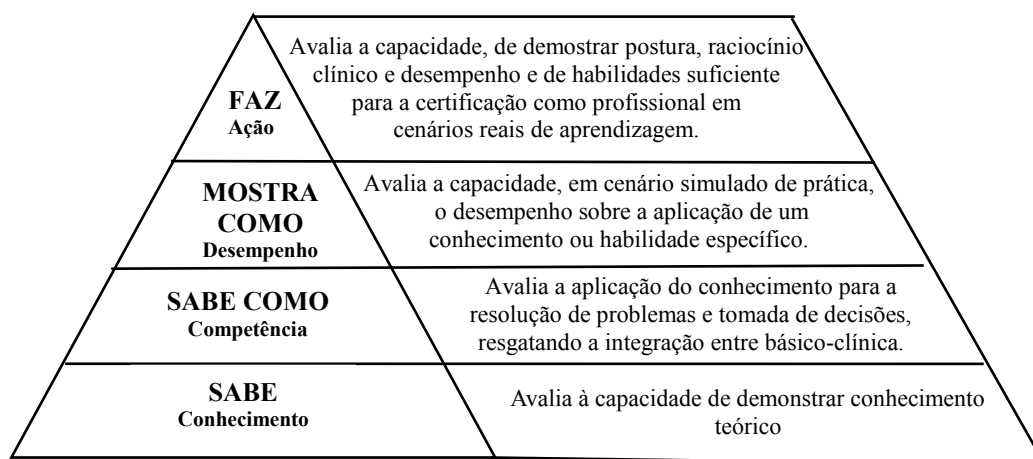 FAZ
Ação
Avalia a capacidade, de demostrar postura, raciocínio
clínico e desempenho e de habilidades suficiente
para a certificação como profissional em
cenários reais de aprendizagem.
MOSTRA
COMO
Desempenho
Avalia a capacidade, em cenário simulado de prática,
o desempenho sobre a aplicação de um
conhecimento ou habilidade específico.
SABE COMO
Competência
Avalia a aplicação do conhecimento para a
resolução de problemas e tomada de decisões,
resgatando a integração entre básico-clínica.
SABE
Conhecimento
Avalia à capacidade de demonstrar conhecimento
teórico